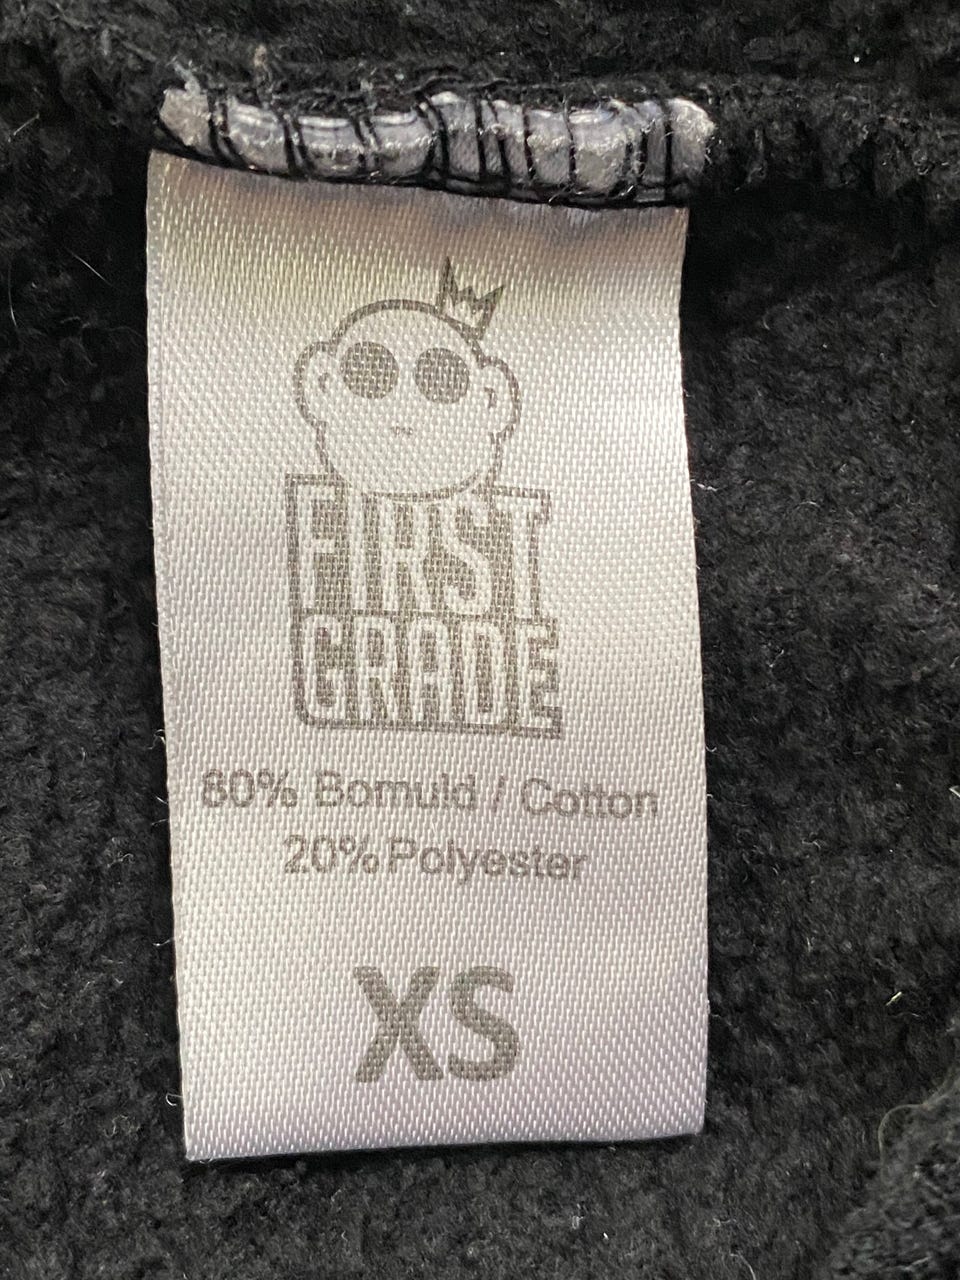 FIRST
GRADE
80% Bomuld / Cotton
20% Polyester
XS